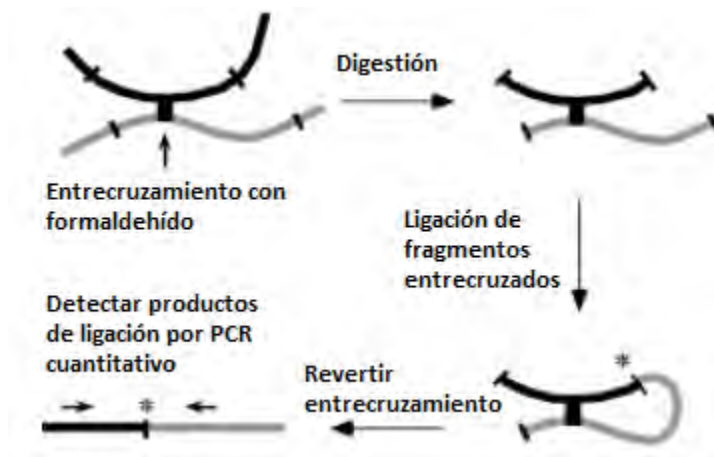 Digestión
Entrecruzamiento con
formaldehído
Ligación de
fragmentos
entrecruzados
Detectar productos
de ligación por PCR
cuantitativo
*
Revertir
entrecruzamiento
*